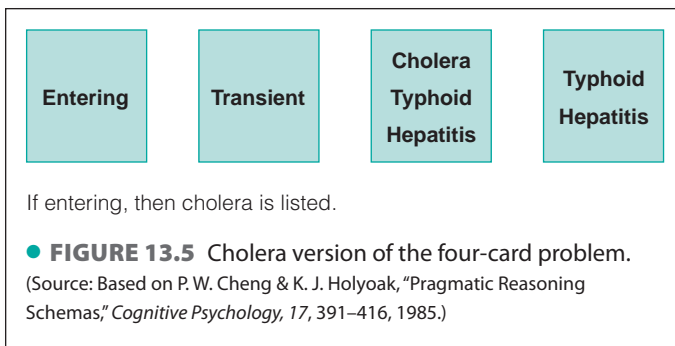 Entering
Transient
Cholera
Typhoid
Hepatitis
Typhoid
Hepatitis
If entering, then cholera is listed.
● FIGURE 13.5 Cholera version of the four-card problem.
(Source: Based on P. W. Cheng & K. J. Holyoak, “Pragmatic Reasoning
Schemas,” Cognitive Psychology, 17, 391–416, 1985.)